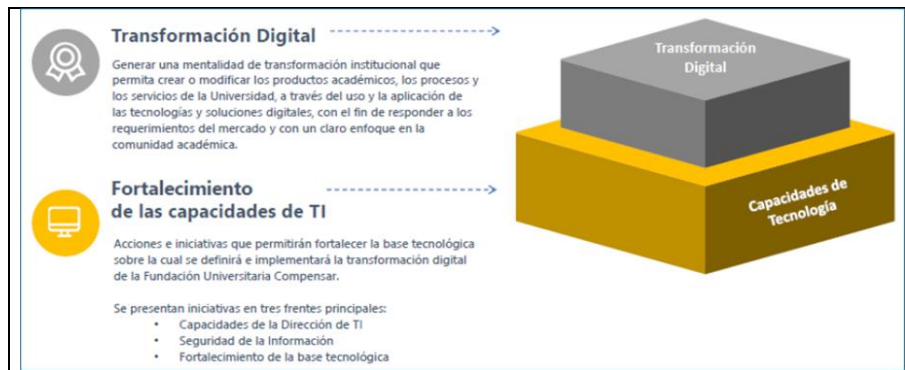 Transformación Digital
Generar una mentalidad de transformación institucional que
permita crear o modificar los productos académicos, los procesos y
los servicios de la Universidad, a través del uso y la aplicación de
las tecnologías y soluciones digitales, con el fin de responder a los
requerimientos del mercado y con un claro enfoque en la
comunidad académica.
Fortalecimiento
de las capacidades de TI
Acciones e iniciativas que permitirán fortalecer la base tecnológica
sobre la cual se definirá e implementará la transformación digital
de la Fundación Universitaria Compensar.
Se presentan iniciativas en tres frentes principales:
• Capacidades de la Dirección de TI
• Seguridad de la Información
• Fortalecimiento de la base tecnológica
Transformación
Digital
Capacidades de
Tecnología